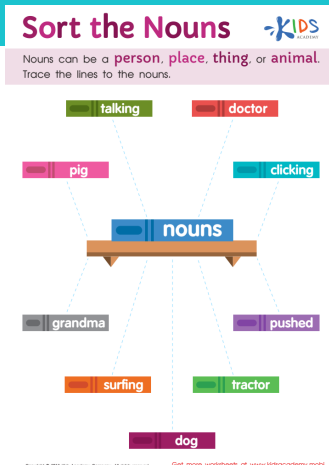 Sort the Nouns
KIDS
ACADEMY
Nouns can be a person, place, thing, or animal.
Trace the lines to the nouns.
talking
doctor
pig
clicking
nouns
grandma
pushed
surfing
tractor
dog
Get more worksheets at www.kidsacademy.mobi